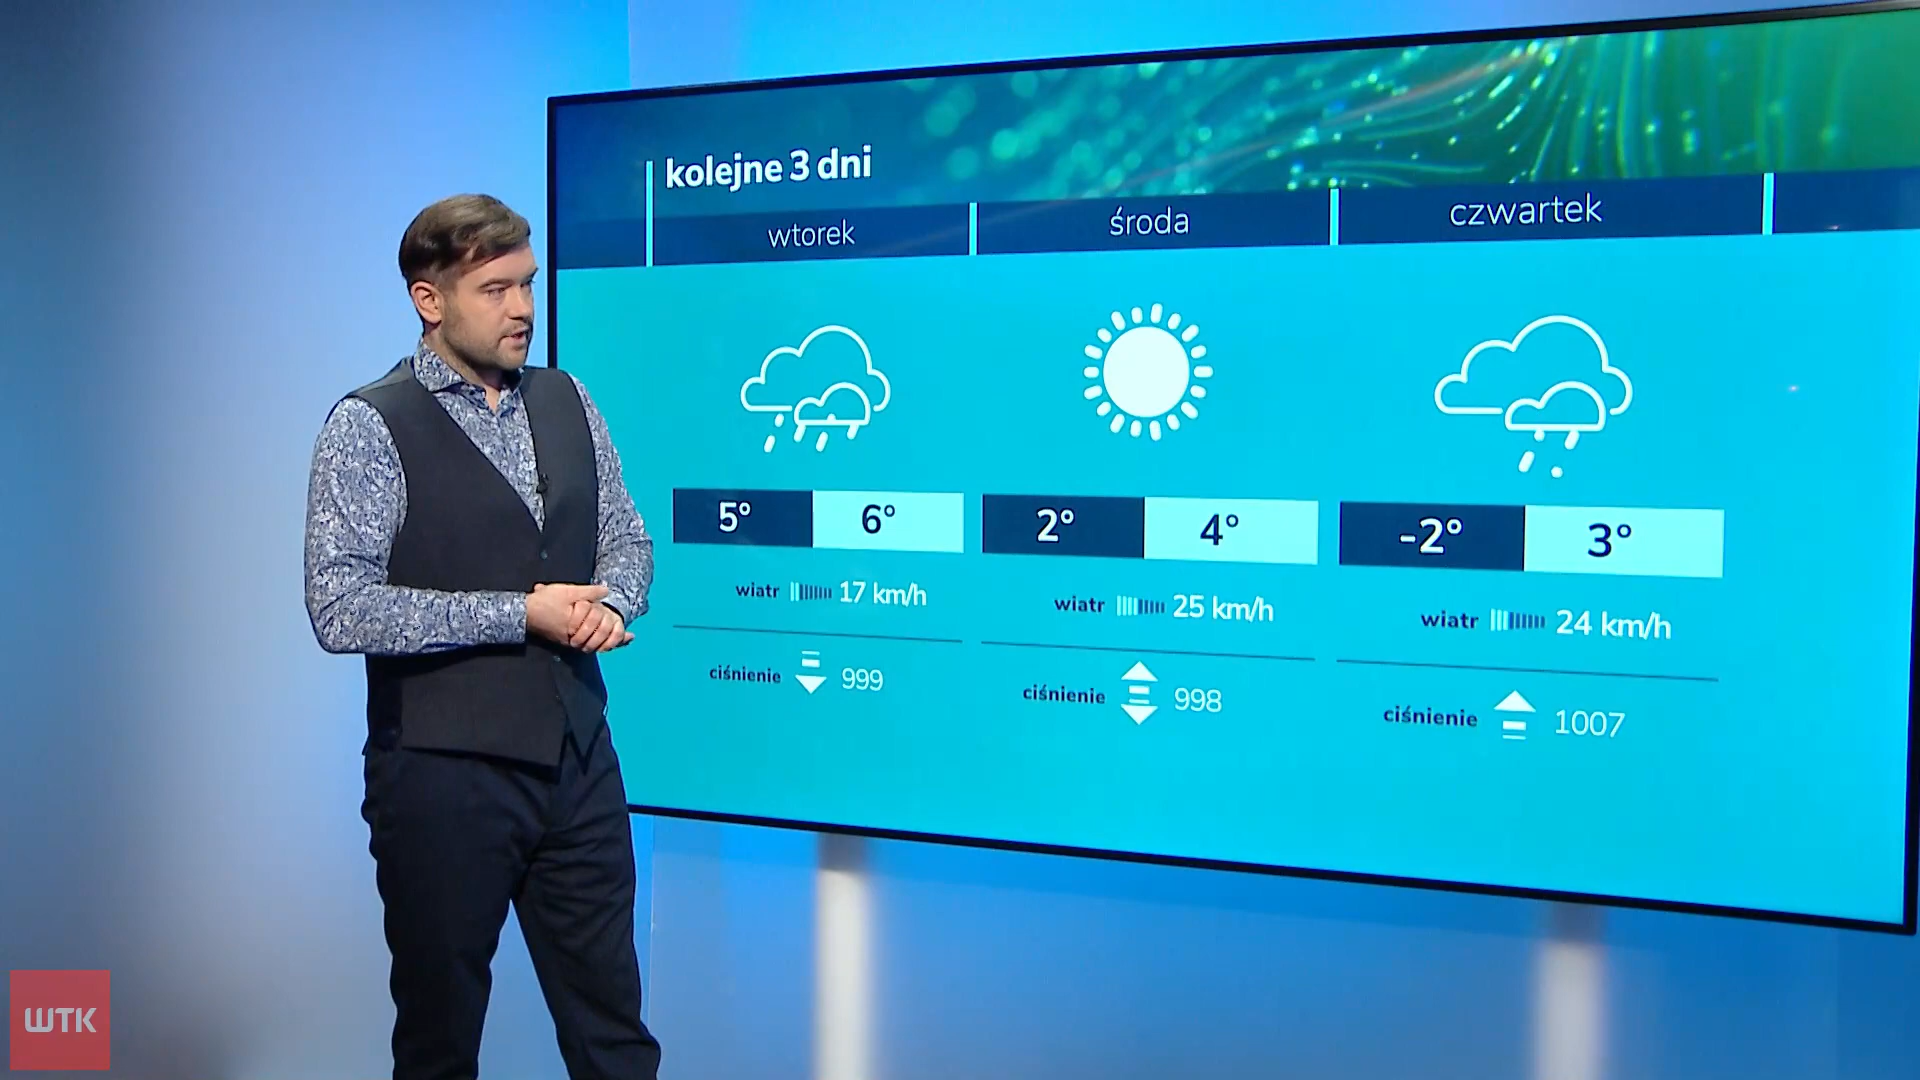 kolejne 3 dni
wtorek środa czwartek
5° 6° 2° 4° -2° 3°
wiatr 17 km/h wiatr 25 km/h wiatr 24 km/h
ciśnienie 999 ciśnienie 998 ciśnienie 1007
WTK